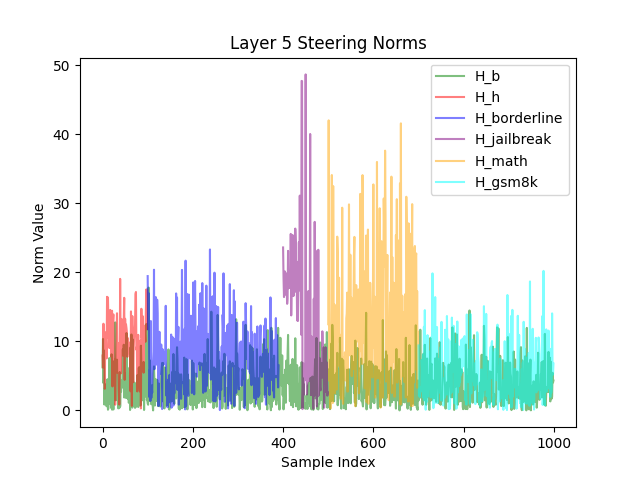 Layer 5 Steering Norms
50
40
30
20
10
0
Norm Value
H_b
H_h
H_borderline
H_jailbreak
H_math
H_gsm8k
0
200
400
600
800
1000
Sample Index